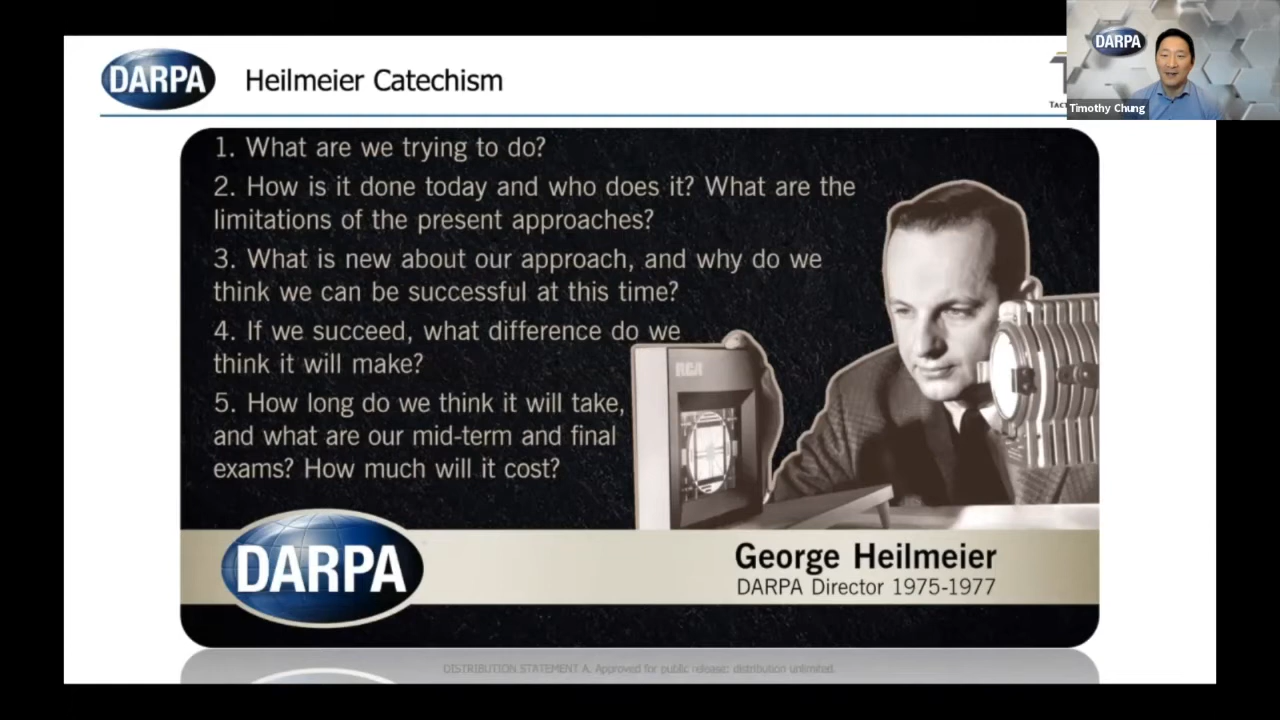 DARPA
Heilmeier Catechism
DARPA
Timothy Chung
1. What are we trying to do?
2. How is it done today and who does it? What are the
limitations of the present approaches?
3. What is new about our approach, and why do we
think we can be successful at this time?
4. If we succeed, what difference do we
think it will make?
5. How long do we think it will take,
and what are our mid-term and final
exams? How much will it cost?
RCA
DARPA
George Heilmeier
DARPA Director 1975-1977
DISTRIBUTION STATEMENT A. Approved for public release: distribution unlimited.